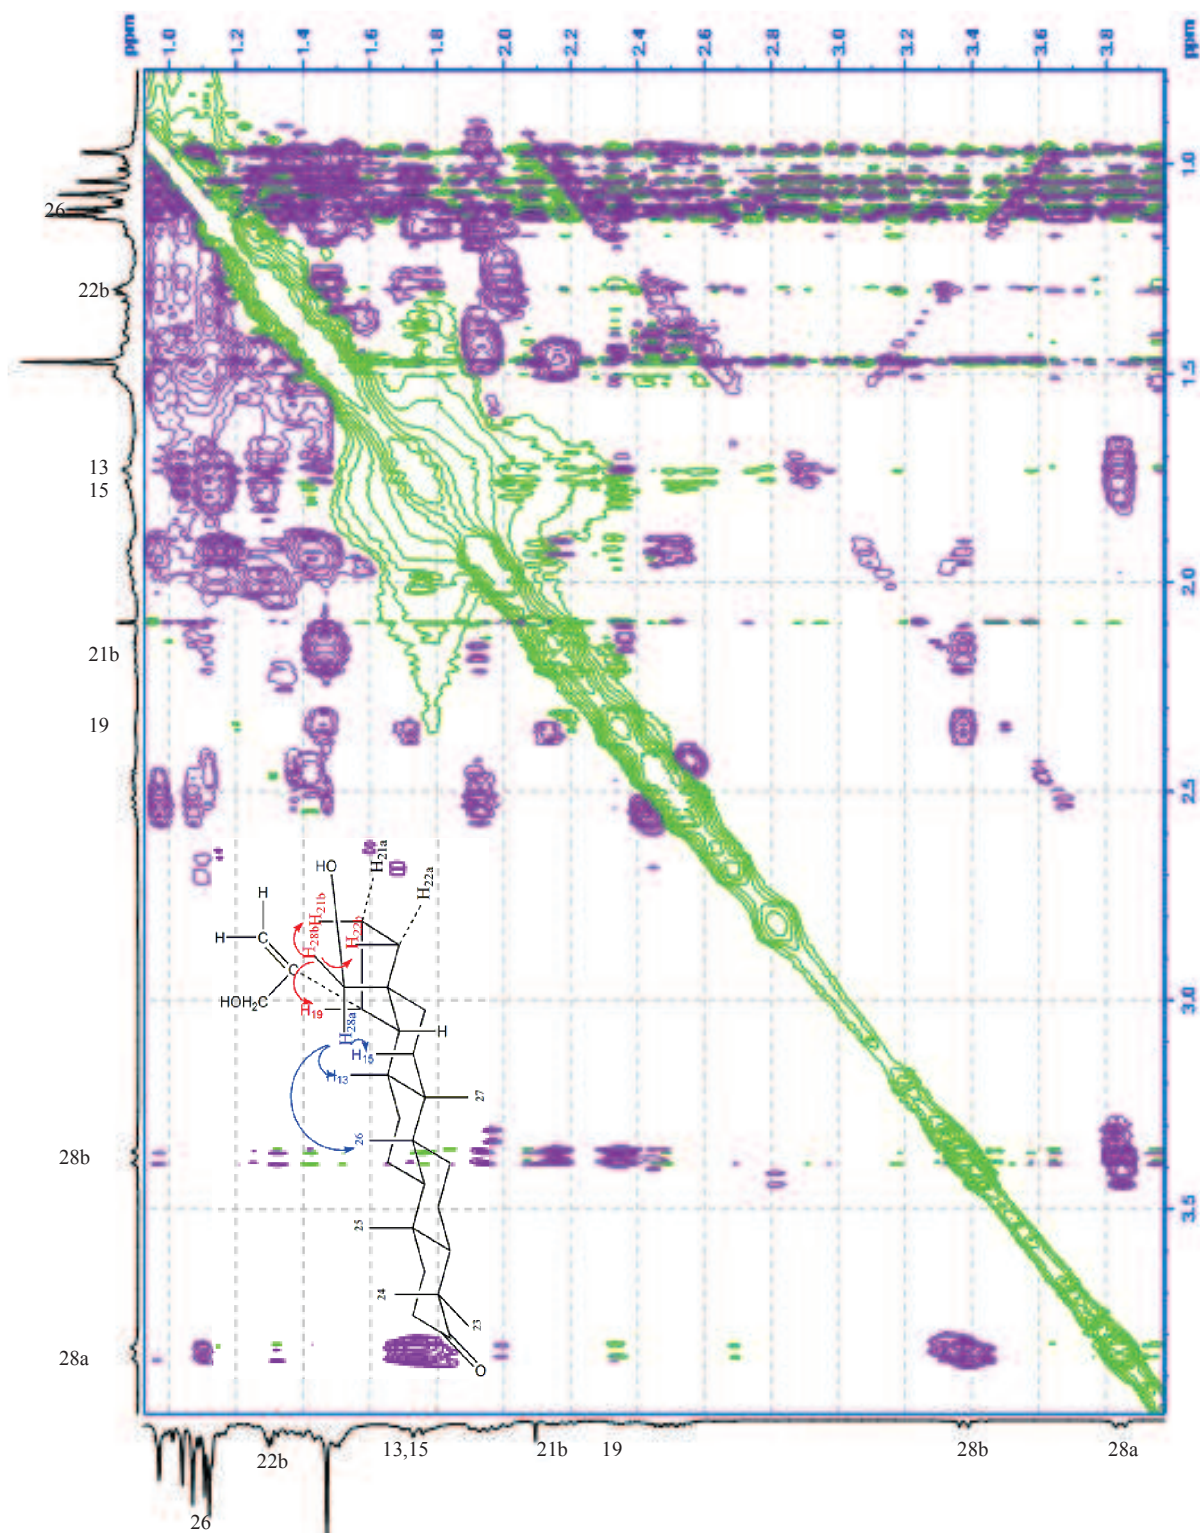 ppm 1.0 1.2 1.4 1.6 1.8 2.0 2.2 2.4 2.6 2.8 3.0 3.2 3.4 3.6 3.8 ppm
1.0
1.5
2.0
2.5
3.0
3.5
26
22b
13
15
21b
19
28b
28a
HO
H21a
H22a
H
H
C
C
H21b
H28b
H22b
HOH2C
H19
H28a
H
H15
H13
27
26
25
24
23
O
22b 13,15 21b 19 28b 28a
26